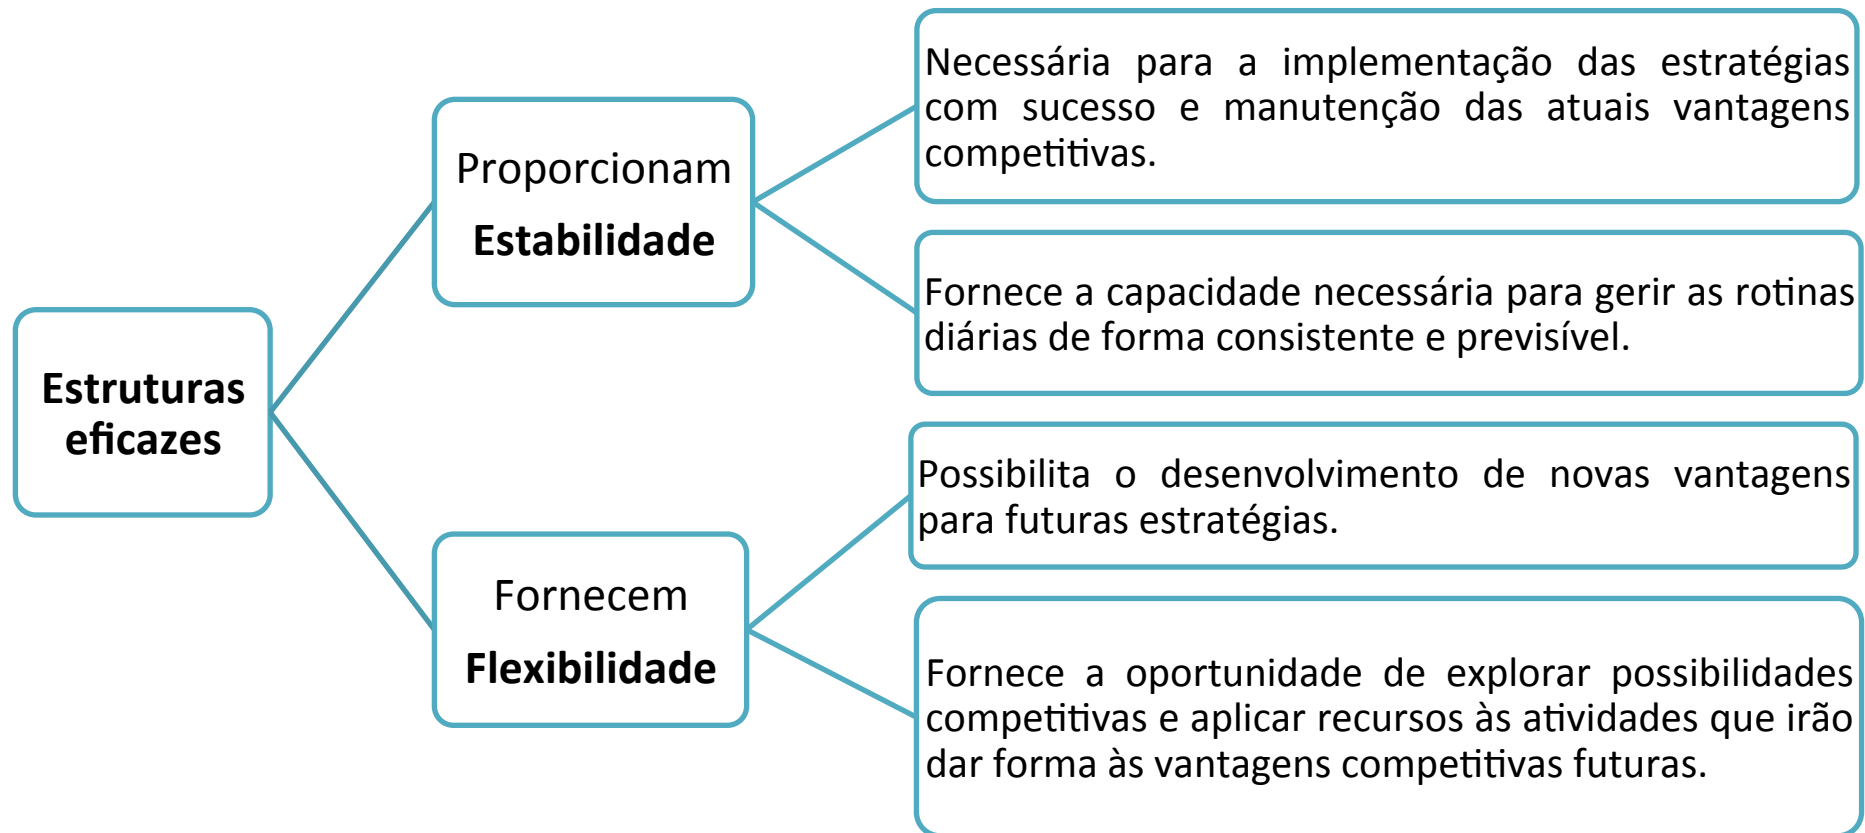 Estruturas
eficazes
Proporcionam
Estabilidade
Necessária para a implementação das estratégias
com sucesso e manutenção das atuais vantagens
competitivas.
Fornece a capacidade necessária para gerir as rotinas
diárias de forma consistente e previsível.
Fornecem
Flexibilidade
Possibilita o desenvolvimento de novas vantagens
para futuras estratégias.
Fornece a oportunidade de explorar possibilidades
competitivas e aplicar recursos às atividades que irão
dar forma às vantagens competitivas futuras.